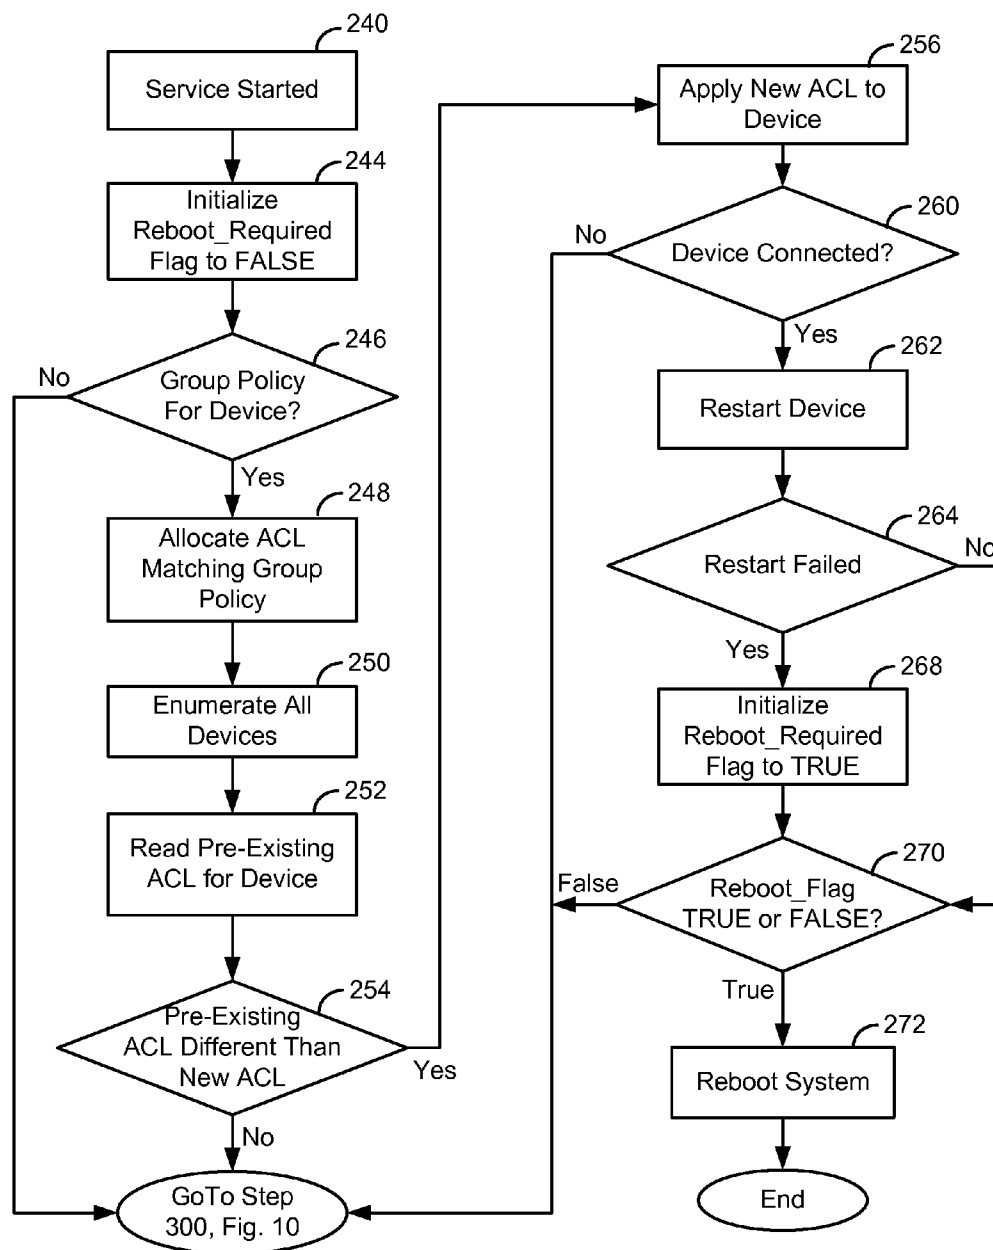 240
Service Started
244
Initialize
Reboot_Required
Flag to FALSE
246
No
Group Policy
For Device?
Yes
248
Allocate ACL
Matching Group
Policy
250
Enumerate All
Devices
252
Read Pre-Existing
ACL for Device
254
Pre-Existing
ACL Different Than
New ACL
Yes
No
GoTo Step
300, Fig. 10
256
Apply New ACL to
Device
260
No
Device Connected?
Yes
262
Restart Device
264
No
Restart Failed
Yes
268
Initialize
Reboot_Required
Flag to TRUE
270
False
Reboot_Flag
TRUE or FALSE?
True
272
Reboot System
End